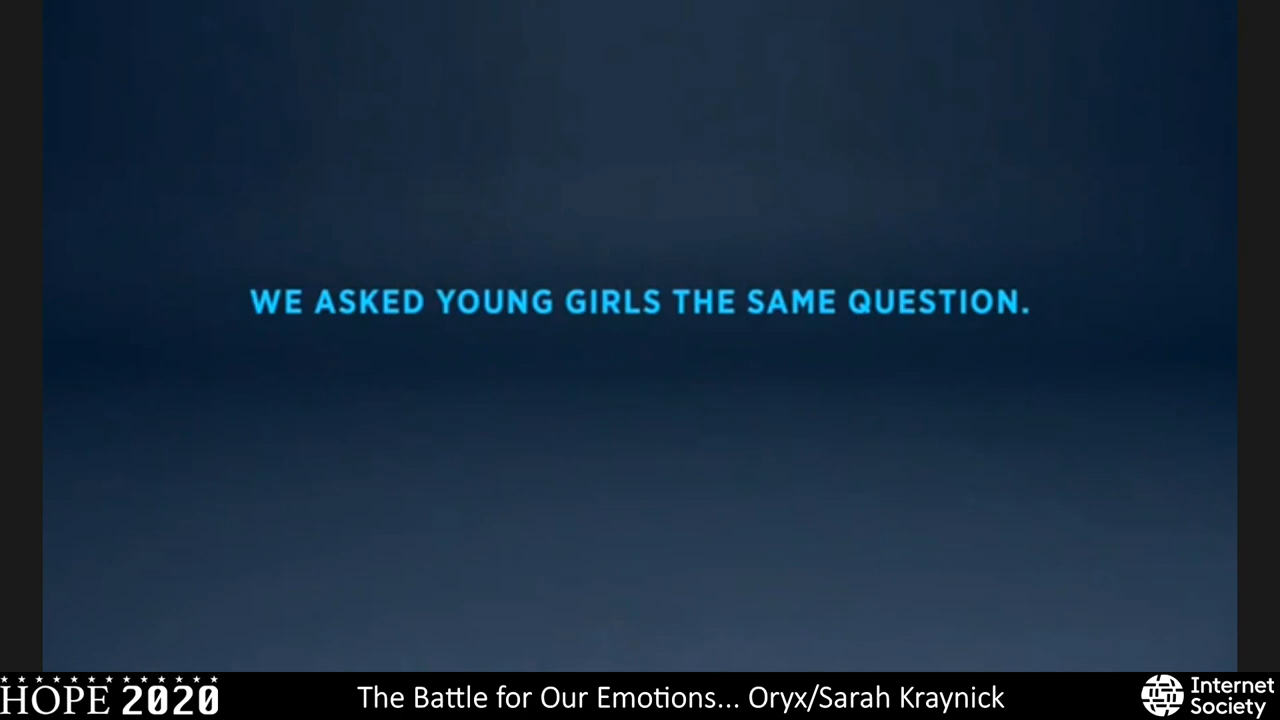 WE ASKED YOUNG GIRLS THE SAME QUESTION.
HOPE 2020
The Battle for Our Emotions... Oryx/Sarah Kraynick
Internet
Society